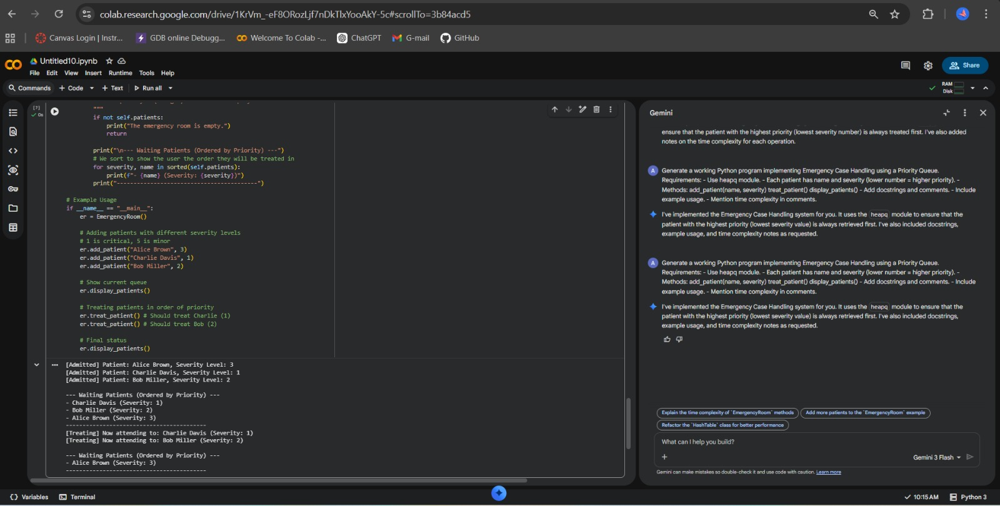 colab.research.google.com/drive/1KrVm_-eF8ORozLjf7nDkTlxYooAkY-5c#scrollTo=3b84acd5
Canvas Login | Instr...
GDB online Debugg...
Welcome To Colab -...
ChatGPT
G-mail
GitHub
Untitled10.ipynb
File Edit View Insert Runtime Tools Help
Share
Commands + Code + Text Run all
RAM
Disk
[7]
0s
"""
if not self.patients:
print("The emergency room is empty.")
return
print("\n--- Waiting Patients (Ordered by Priority) ---")
# We sort to show the user the order they will be treated in
for severity, name in sorted(self.patients):
print(f"- {name} (Severity: {severity})")
print("------------------------------------------")
# Example Usage
if __name__ == "__main__":
er = EmergencyRoom()
# Adding patients with different severity levels
# 1 is critical, 5 is minor
er.add_patient("Alice Brown", 3)
er.add_patient("Charlie Davis", 1)
er.add_patient("Bob Miller", 2)
# Show current queue
er.display_patients()
# Treating patients in order of priority
er.treat_patient() # Should treat Charlie (1)
er.treat_patient() # Should treat Bob (2)
# Final status
er.display_patients()
[Admitted] Patient: Alice Brown, Severity Level: 3
[Admitted] Patient: Charlie Davis, Severity Level: 1
[Admitted] Patient: Bob Miller, Severity Level: 2
--- Waiting Patients (Ordered by Priority) ---
- Charlie Davis (Severity: 1)
- Bob Miller (Severity: 2)
- Alice Brown (Severity: 3)
------------------------------------------
[Treating] Now attending to: Charlie Davis (Severity: 1)
[Treating] Now attending to: Bob Miller (Severity: 2)
--- Waiting Patients (Ordered by Priority) ---
- Alice Brown (Severity: 3)
------------------------------------------
Gemini
ensure that the patient with the highest priority (lowest severity number) is always treated first. I've also added
notes on the time complexity for each operation.
A
Generate a working Python program implementing Emergency Case Handling using a Priority Queue.
Requirements: - Use heapq module. - Each patient has name and severity (lower number = higher priority). -
Methods: add_patient(name, severity) treat_patient() display_patients() - Add docstrings and comments. - Include
example usage. - Mention time complexity in comments.
I've implemented the Emergency Case Handling system for you. It uses the heapq module to ensure that the
patient with the highest priority (lowest severity value) is always retrieved first. I've also included docstrings,
example usage, and time complexity notes as requested.
A
Generate a working Python program implementing Emergency Case Handling using a Priority Queue.
Requirements: - Use heapq module. - Each patient has name and severity (lower number = higher priority). -
Methods: add_patient(name, severity) treat_patient() display_patients() - Add docstrings and comments. - Include
example usage. - Mention time complexity in comments.
I've implemented the Emergency Case Handling system for you. It uses the heapq module to ensure that the
patient with the highest priority (lowest severity value) is always retrieved first. I've also included docstrings,
example usage, and time complexity notes as requested.
Explain the time complexity of `EmergencyRoom` methods
Add more patients to the `EmergencyRoom` example
Refactor the `HashTable` class for better performance
What can I help you build?
Gemini 3 Flash
Gemini can make mistakes so double-check it and use code with caution. Learn more
Variables
Terminal
10:15 AM
Python 3